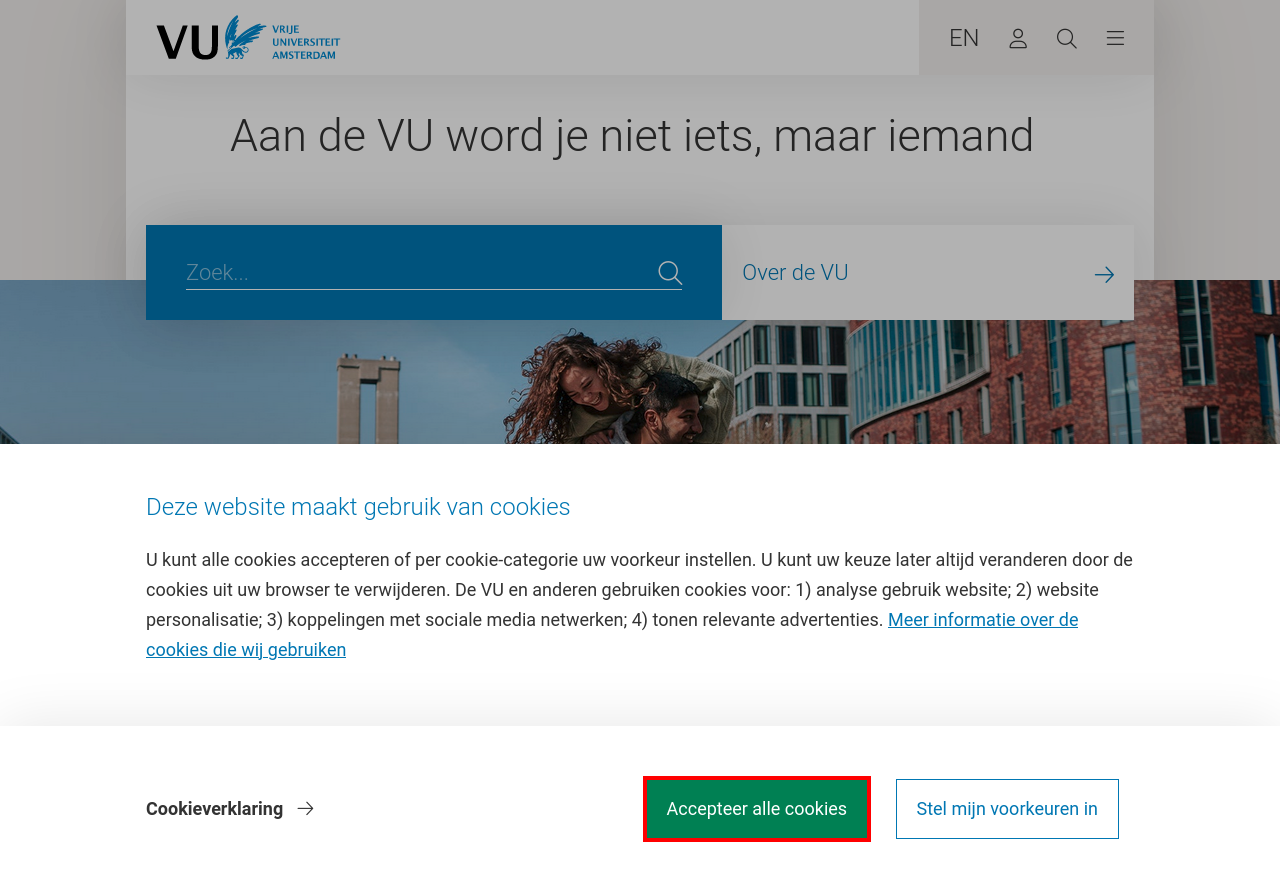 VU VRIJE
UNIVERSITEIT
AMSTERDAM
EN
Aan de VU word je niet iets, maar iemand
Zoek...
Over de VU
Deze website maakt gebruik van cookies
U kunt alle cookies accepteren of per cookie-categorie uw voorkeur instellen. U kunt uw keuze later altijd veranderen door de
cookies uit uw browser te verwijderen. De VU en anderen gebruiken cookies voor: 1) analyse gebruik website; 2) website
personalisatie; 3) koppelingen met sociale media netwerken; 4) tonen relevante advertenties. Meer informatie over de
cookies die wij gebruiken
Cookieverklaring
Accepteer alle cookies
Stel mijn voorkeuren in